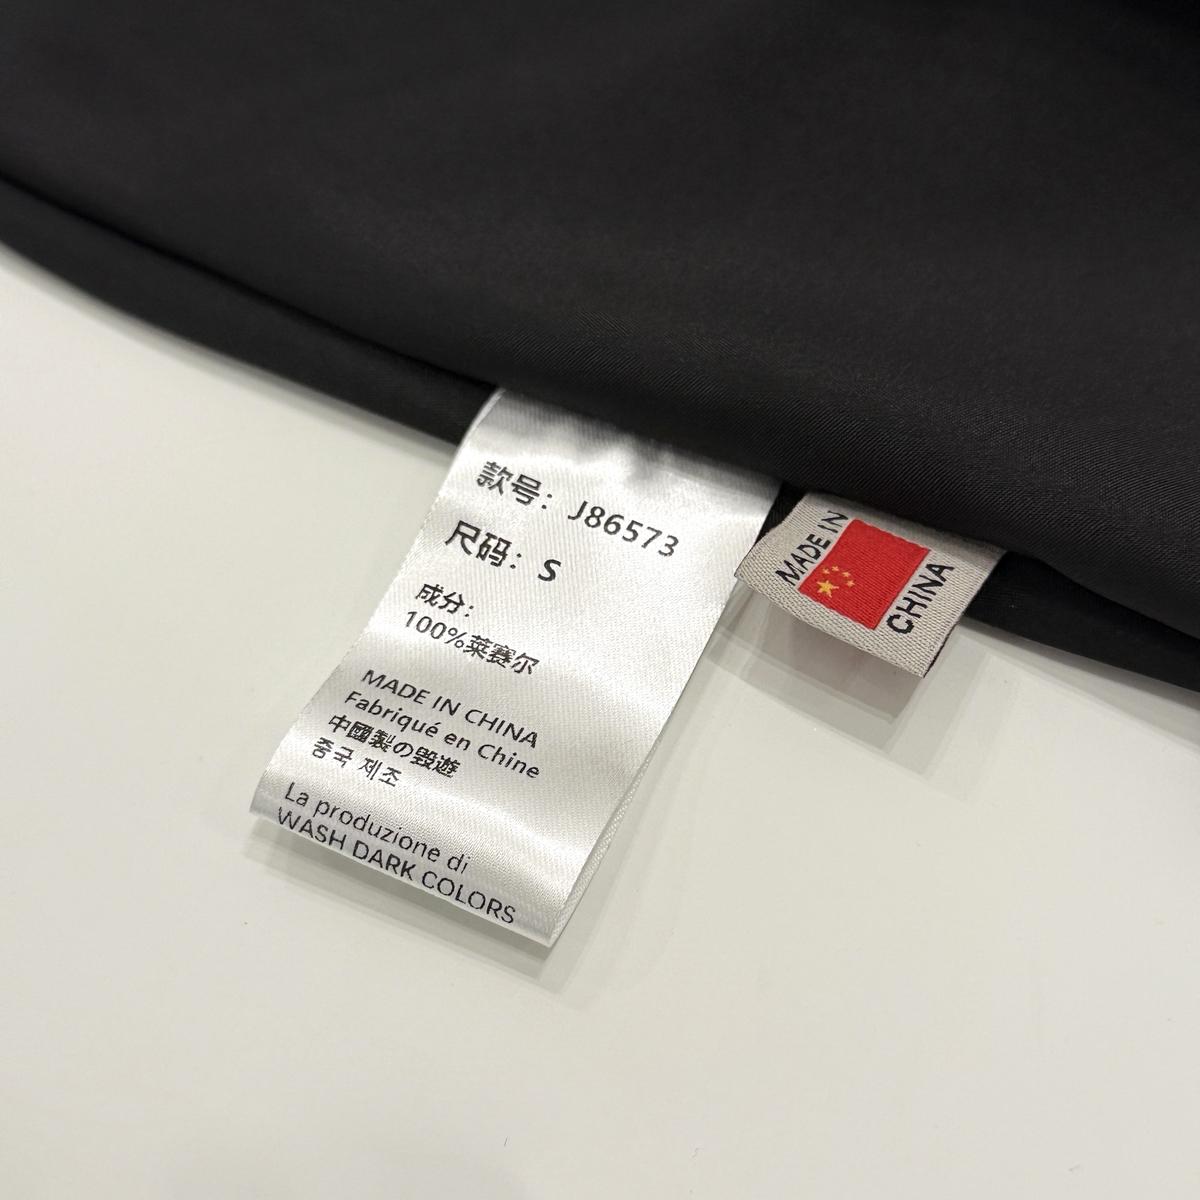 款号：J86573
尺码：S
成分：
100%莱赛尔
MADE IN CHINA
Fabriqué en Chine
中國製の毀遊
중국 제조
La produzione di
WASH DARK COLORS
MADE IN
CHINA